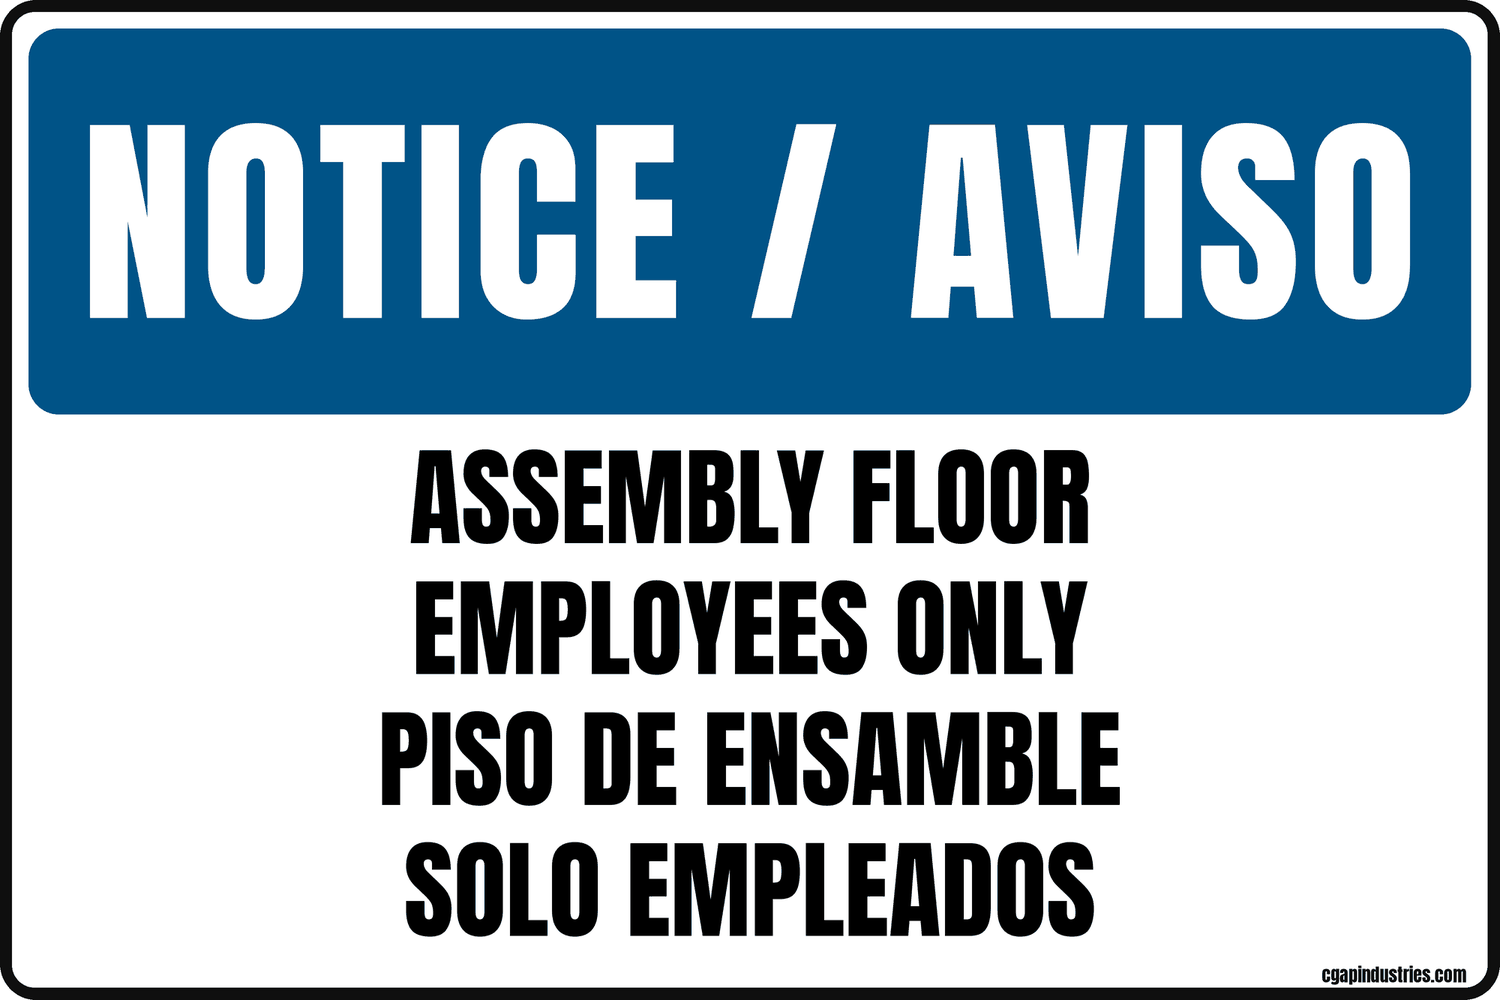 NOTICE / AVISO
ASSEMBLY FLOOR
EMPLOYEES ONLY
PISO DE ENSAMBLE
SOLO EMPLEADOS
cgapindustries.com